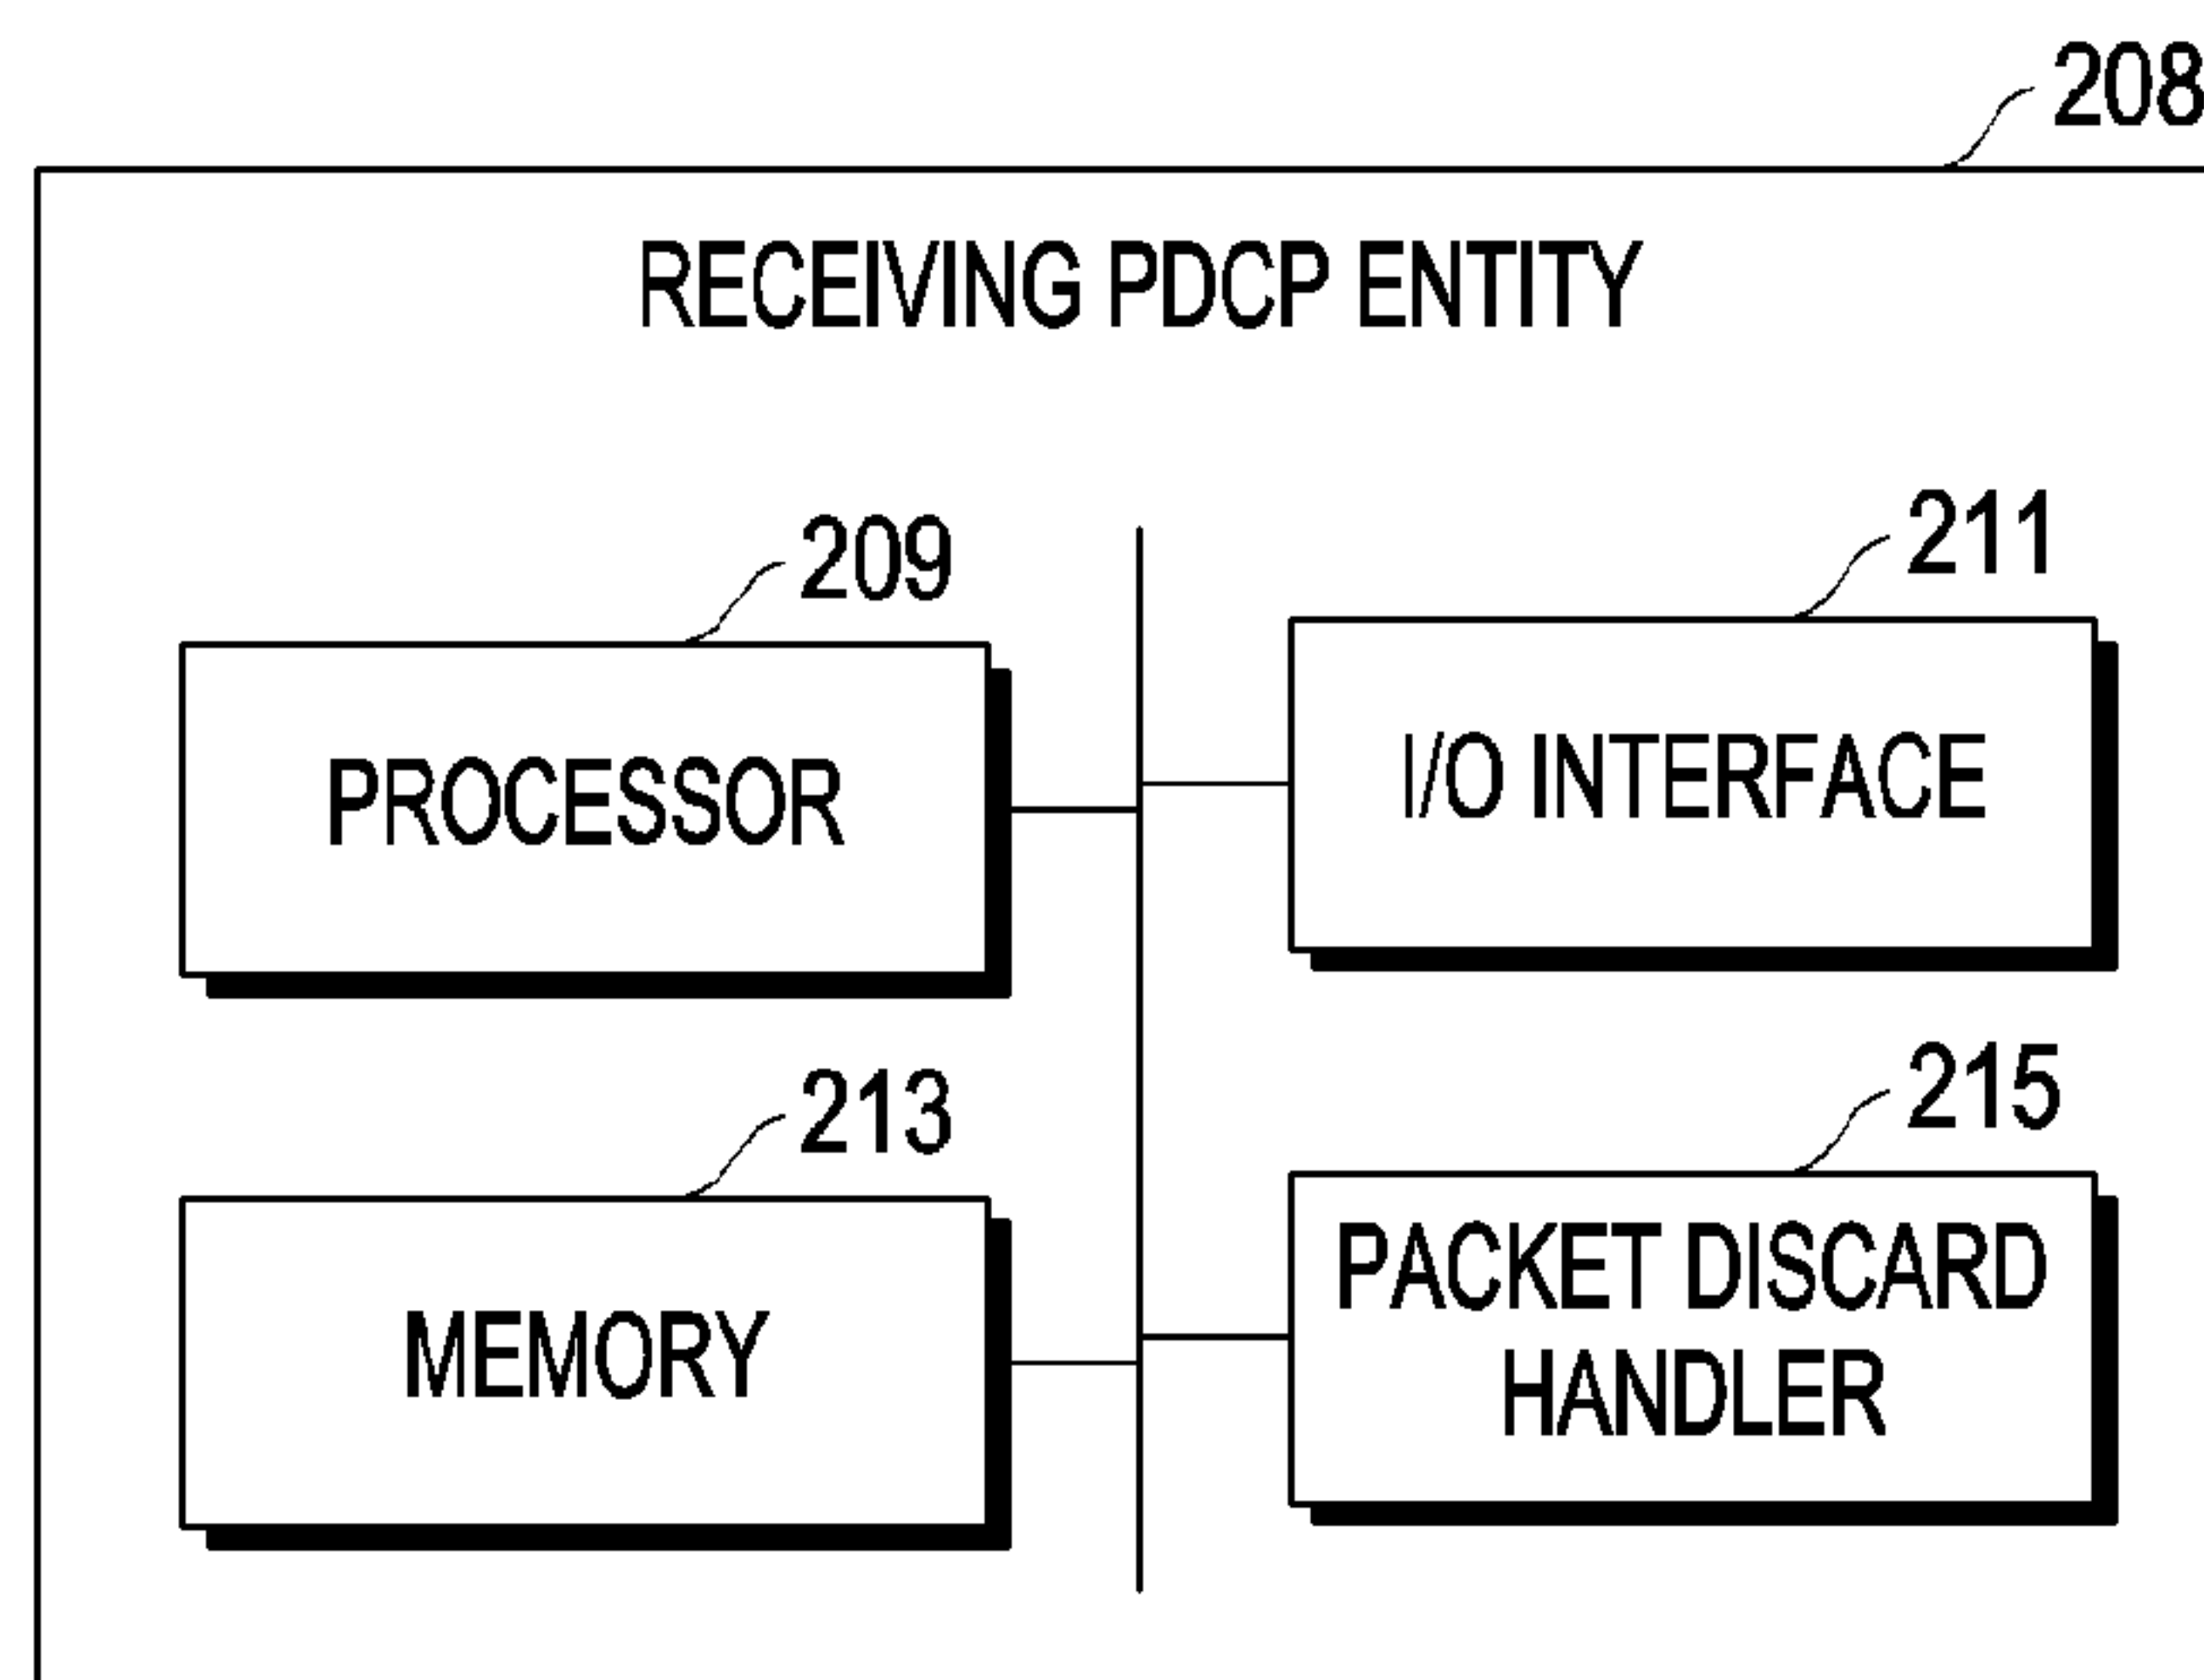 208
RECEIVING PDCP ENTITY
209
211
PROCESSOR
I/O INTERFACE
213
215
MEMORY
PACKET DISCARD
HANDLER